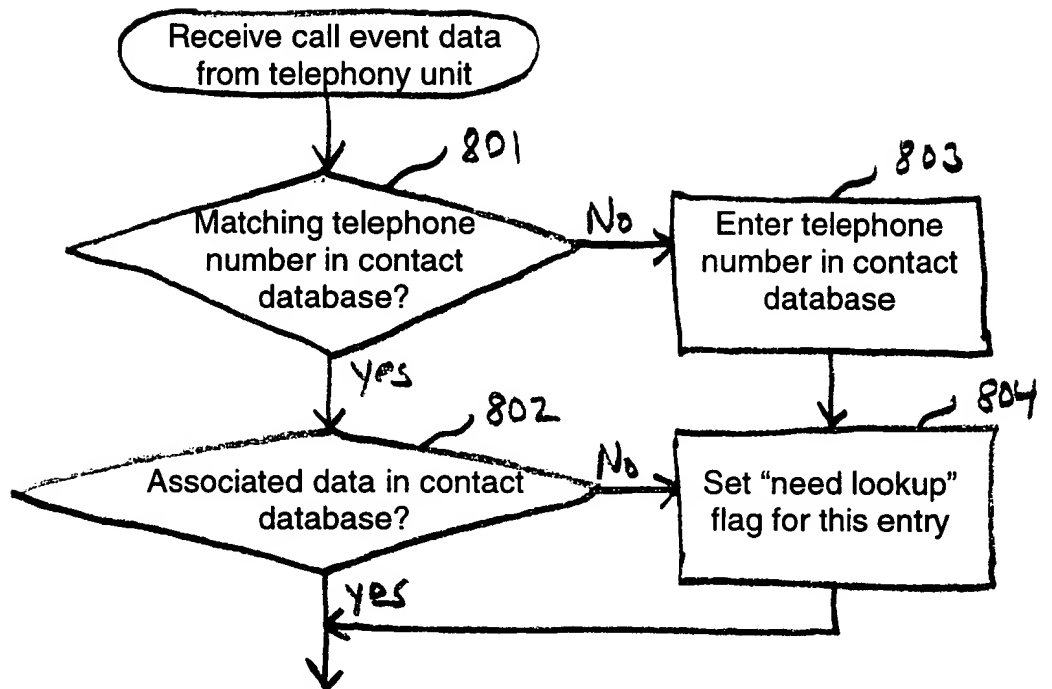 Receive call event data
from telephony unit
801
Matching telephone
number in contact
database?
No
803
Enter telephone
number in contact
database
yes
802
Associated data in contact
database?
No
804
Set “need lookup”
flag for this entry
yes